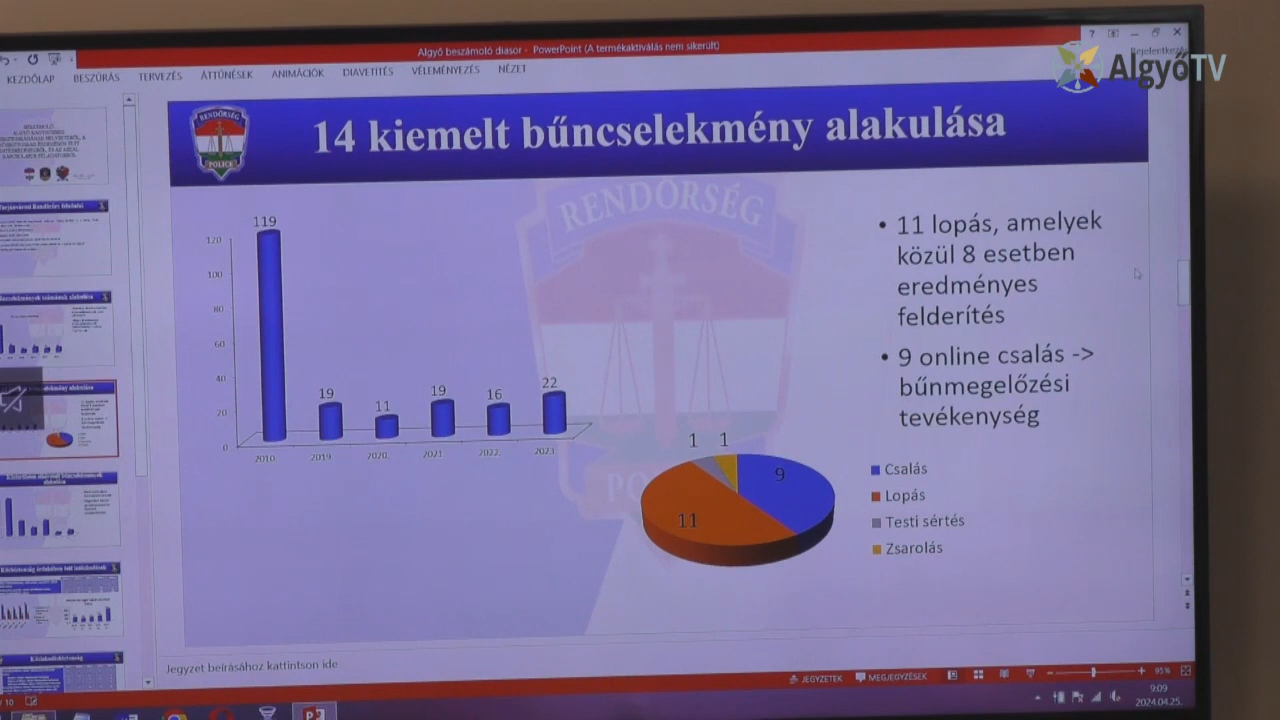 Algyő beszámoló diasor - PowerPoint (A termékaktiválás nem sikerült)
Bejelentkezés
KEZDŐLAP BESZÚRÁS TERVEZÉS ÁTTŰNÉSEK ANIMÁCIÓK DIAVETÍTÉS VÉLEMÉNYEZÉS NÉZET
AlgyőTV
RENDŐRSÉG
POLICE
14 kiemelt bűncselekmény alakulása
RENDŐRSÉG
119
19
11
19
16
22
120
100
80
60
40
20
0
2010.
2019.
2020.
2021.
2022.
2023.
• 11 lopás, amelyek
közül 8 esetben
eredményes
felderítés
• 9 online csalás ->
bűnmegelőzési
tevékenység
1 1
9
11
Csalás
Lopás
Testi sértés
Zsarolás
Jegyzet beírásához kattintson ide
/ 10
JEGYZETEK MEGJEGYZÉSEK
95%
9:09
2024.04.25.